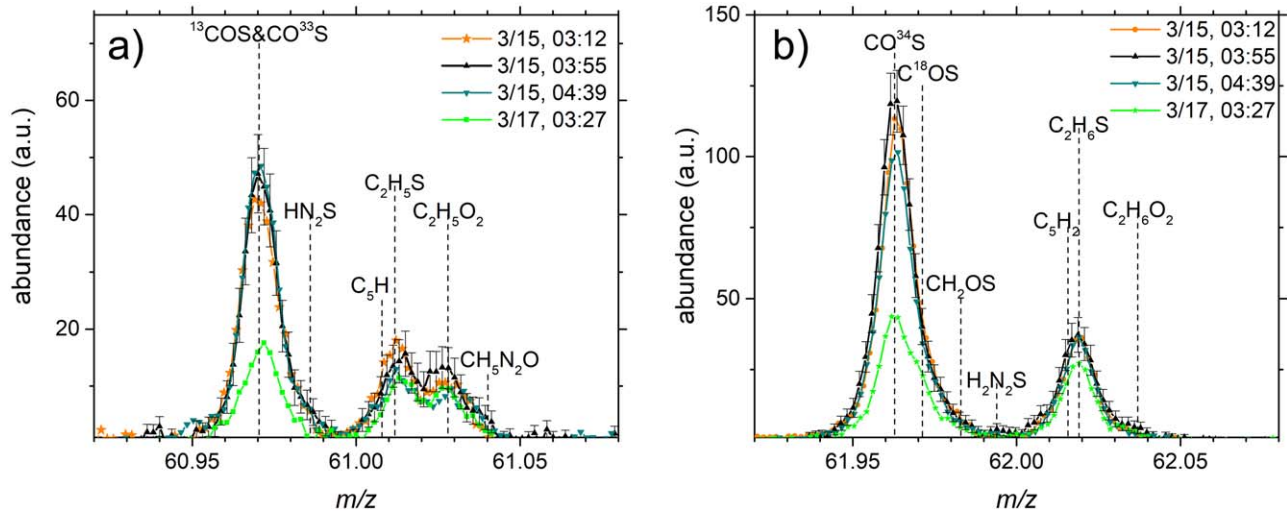 a)
¹³COS&CO³³S
3/15, 03:12
3/15, 03:55
3/15, 04:39
3/17, 03:27
HN₂S
C₂H₅S
C₂H₅O₂
C₅H
CH₅N₂O
abundance (a.u.)
60
40
20
60.95
61.00
61.05
m/z
b)
CO³⁴S
C¹⁸OS
3/15, 03:12
3/15, 03:55
3/15, 04:39
3/17, 03:27
C₂H₆S
C₅H₂
C₂H₆O₂
CH₂OS
H₂N₂S
abundance (a.u.)
150
100
50
61.95
62.00
62.05
m/z